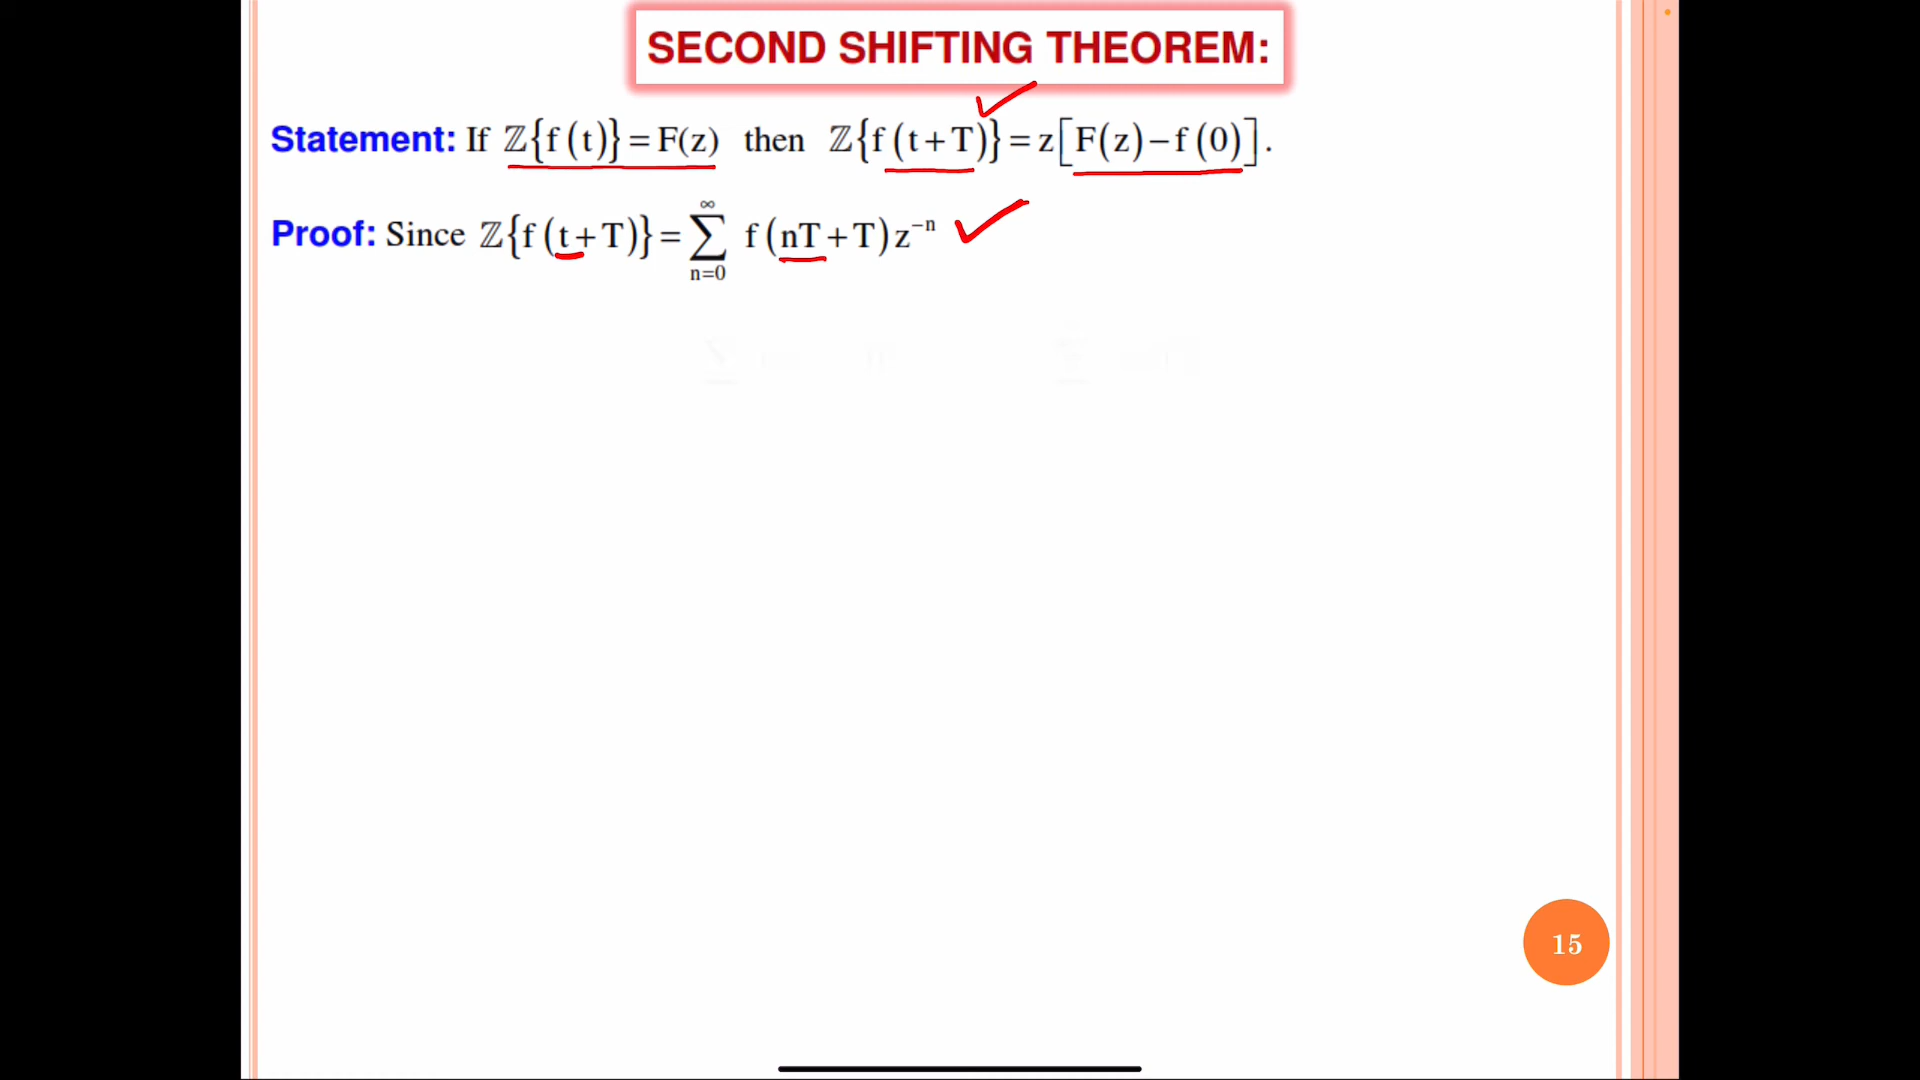 SECOND SHIFTING THEOREM:
Statement: If ℤ{f(t)} = F(z) then ℤ{f(t+T)} = z[F(z)−f(0)].
Proof: Since ℤ{f(t+T)} = ∑_{n=0}^{∞} f(nT+T)z^{−n}
15